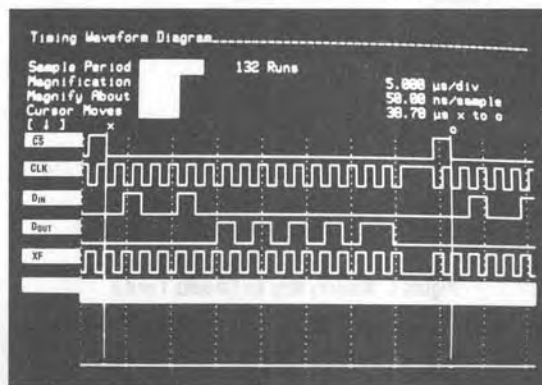 Timing Waveform Diagram
Sample Period 132 Runs
Magnification 5.000 µs/div
Magnify About 50.00 ns/sample
Cursor Moves 38.70 µs x to o
[ ↓ ] x o
CS
CLK
DIN
DOUT
XF